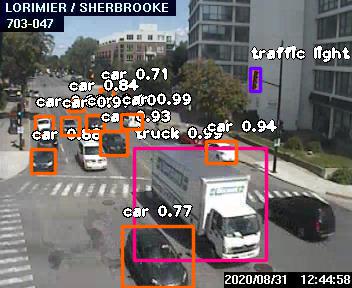 LORIMIER / SHERBROOKE
703-047
traffic light
car 0.71
car 0.84
car 0.99
car 0.93
truck 0.99
car 0.94
car 0.77
2020/08/31 12:44:58